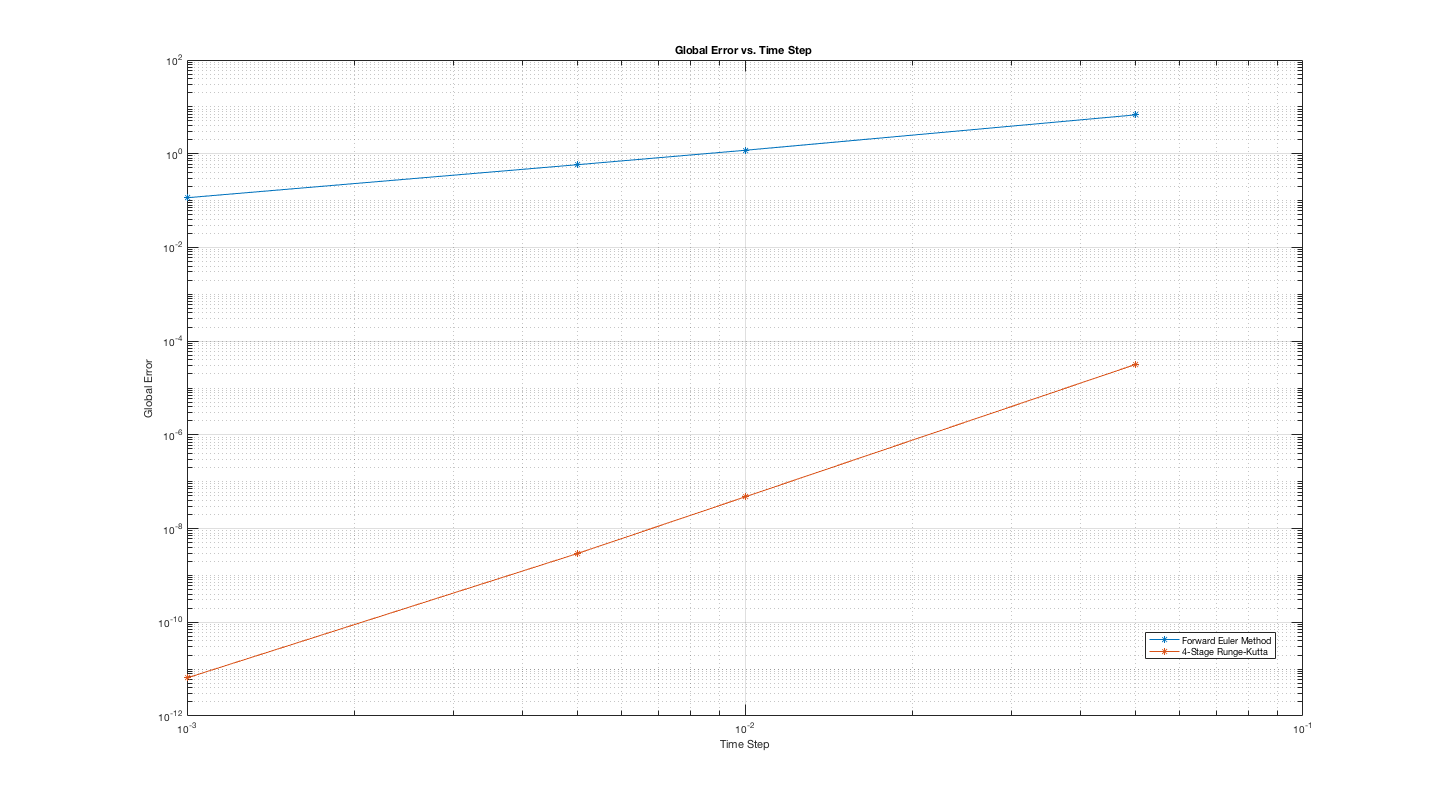 Global Error vs. Time Step
10^2
10^0
10^-2
10^-4
10^-6
10^-8
10^-10
10^-12
Global Error
10^-3
10^-2
10^-1
Time Step
Forward Euler Method
4-Stage Runge-Kutta